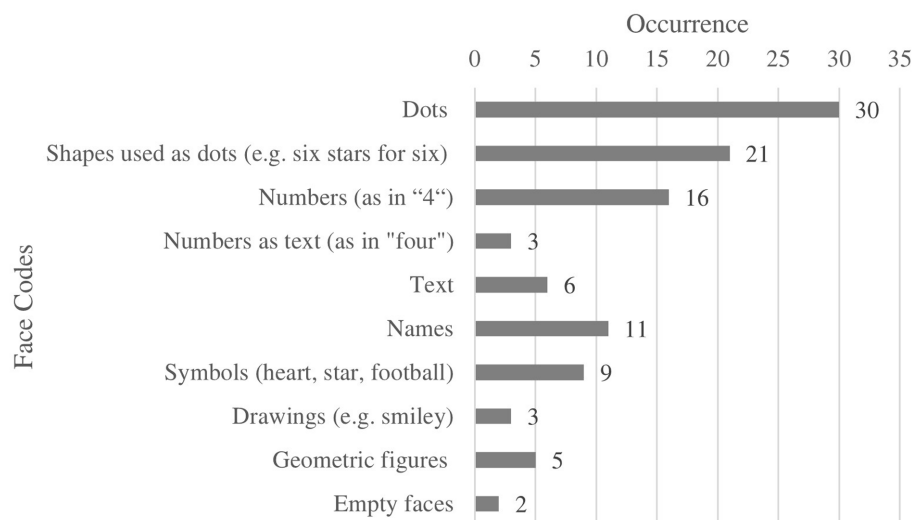 Occurrence
0 5 10 15 20 25 30 35
Face Codes
Dots 30
Shapes used as dots (e.g. six stars for six) 21
Numbers (as in “4“) 16
Numbers as text (as in "four") 3
Text 6
Names 11
Symbols (heart, star, football) 9
Drawings (e.g. smiley) 3
Geometric figures 5
Empty faces 2